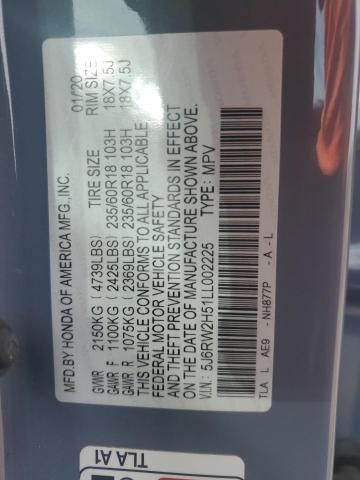 MFD.BY HONDA OF AMERICA MFG.,INC. 01/20
TIRE SIZE RIM SIZE
GVWR 2150KG (4739LBS)
GAWR F 1100KG (2425LBS) 235/60R18 103H 18X7.5J
GAWR R 1075KG (2369LBS) 235/60R18 103H 18X7.5J
THIS VEHICLE CONFORMS TO ALL APPLICABLE
FEDERAL MOTOR VEHICLE SAFETY
AND THEFT PREVENTION STANDARDS IN EFFECT
ON THE DATE OF MANUFACTURE SHOWN ABOVE.
V.I.N.: 5J6RW2H51LL002225 TYPE: MPV
TLA L AE9 - NH877P - A - L
TLA A1